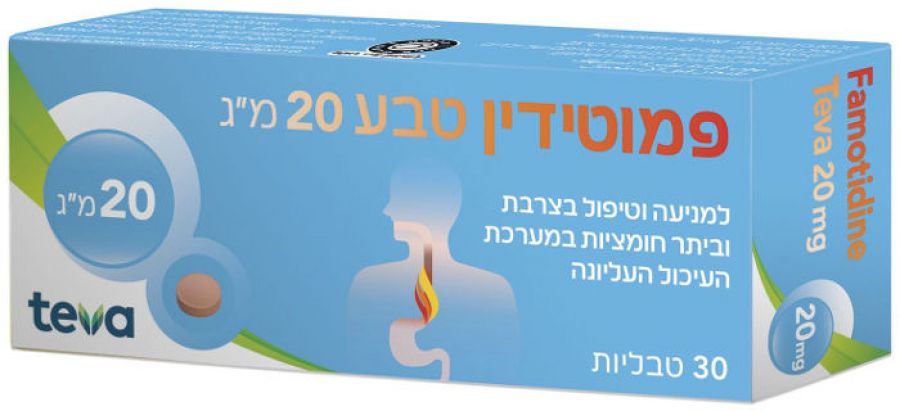 פמוטידין טבע 20 מ"ג
למניעה וטיפול בצרבת
וביתר חומציות במערכת
העיכול העליונה
30 טבליות
20 מ"ג
teva
Famotidine
Teva 20 mg
20
mg